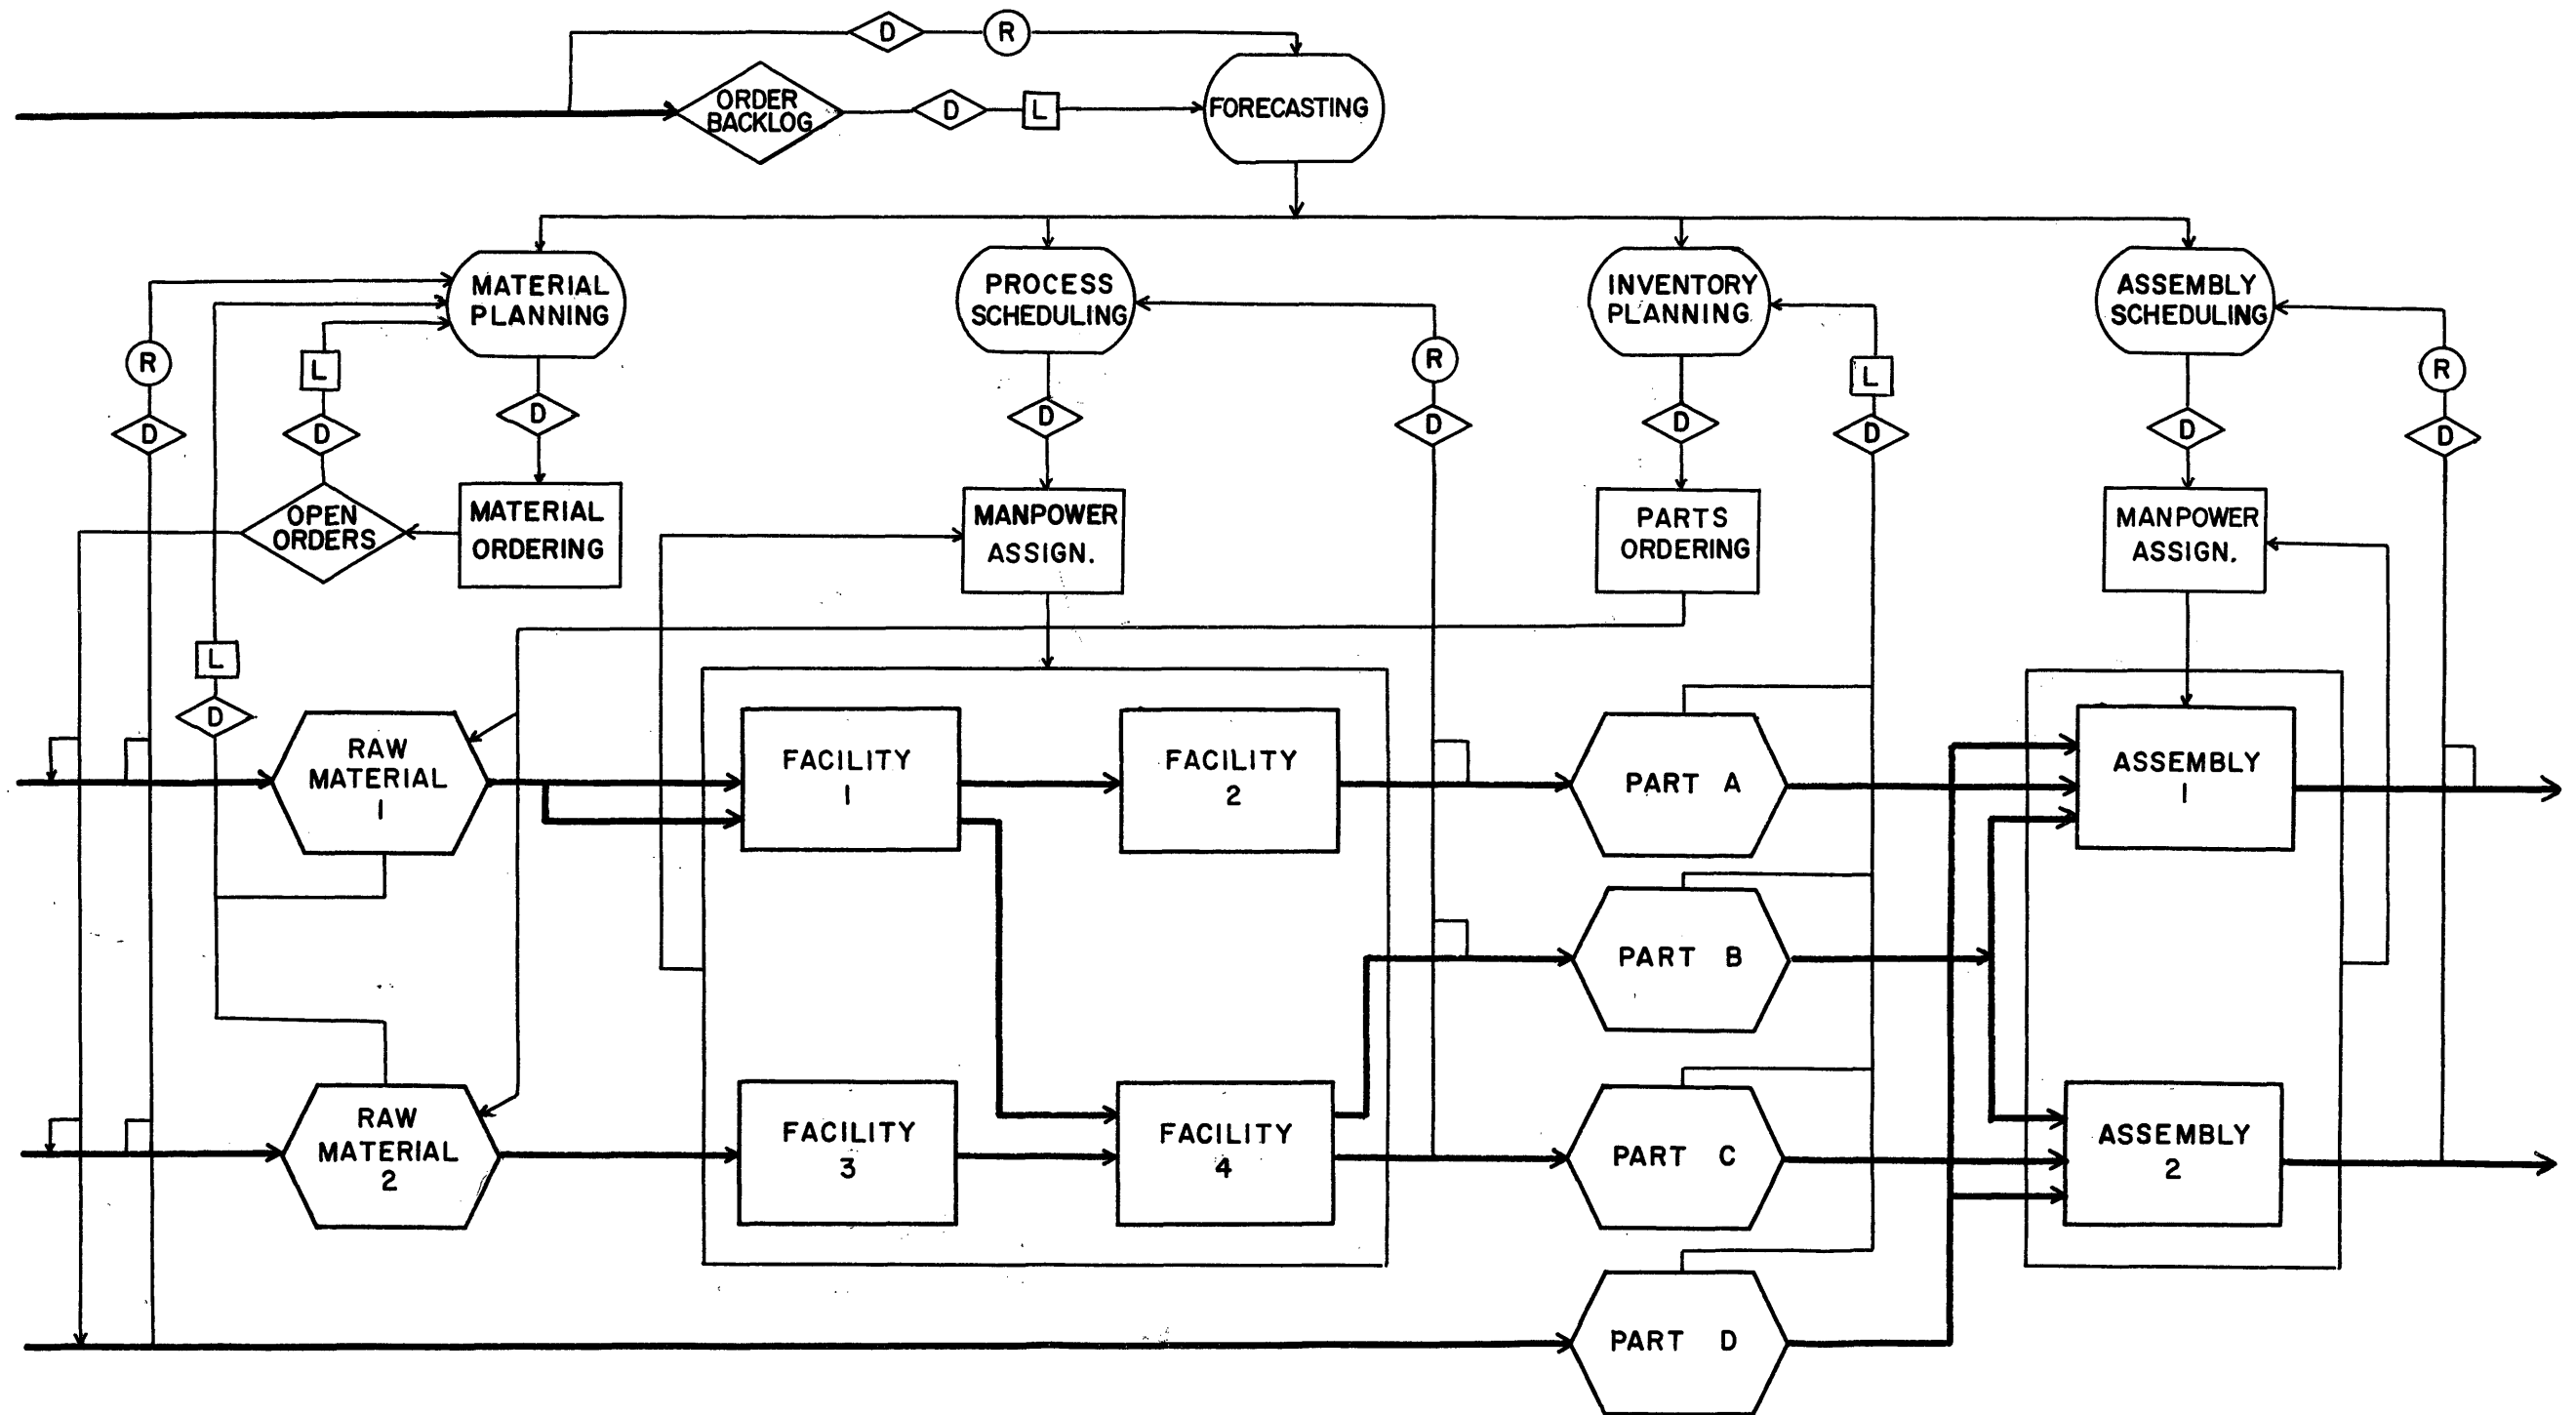 D
R
ORDER
BACKLOG
D
L
FORECASTING
MATERIAL
PLANNING
PROCESS
SCHEDULING
INVENTORY
PLANNING
ASSEMBLY
SCHEDULING
R
L
R
L
R
D
D
D
D
D
D
D
D
D
OPEN
ORDERS
MATERIAL
ORDERING
MANPOWER
ASSIGN.
PARTS
ORDERING
MANPOWER
ASSIGN.
L
D
RAW
MATERIAL
1
FACILITY
1
FACILITY
2
PART A
ASSEMBLY
1
PART B
RAW
MATERIAL
2
FACILITY
3
FACILITY
4
PART C
ASSEMBLY
2
PART D